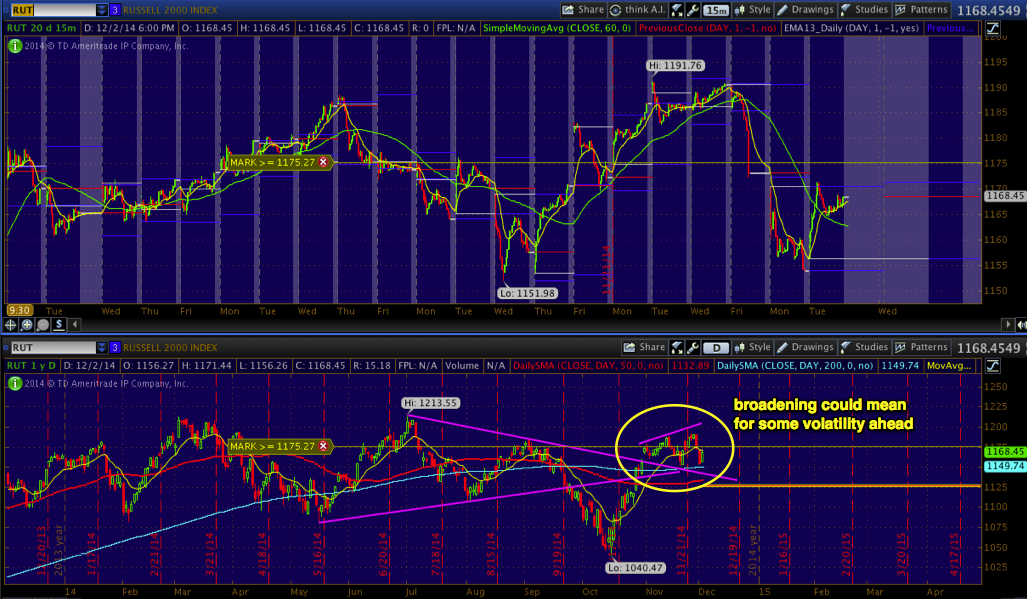 RUT 3 RUSSELL 2000 INDEX Share think A.I. 15m Style Drawings Studies Patterns 1168.4549
RUT 20 d 15m D: 12/2/14 6:00 PM O: 1168.45 H: 1168.45 L: 1168.45 C: 1168.45 R: 0 FPL: N/A SimpleMovingAvg (CLOSE, 60, 0) PreviousClose (DAY, 1, -1, no) EMA13_Daily (DAY, 1, -1, yes) Previous...
2014 © TD Ameritrade IP Company, Inc.
1200
1195
Hi: 1191.76
1190
1185
1180
MARK >= 1175.27
1175
1170
1168.45
1165
1160
1155
Lo: 1151.98
1150
11/21/14
9:30 Tue Wed Thu Fri Mon Tue Wed Thu Fri Mon Tue Wed Thu Fri Mon Tue Wed Fri Mon Tue Wed
RUT 3 RUSSELL 2000 INDEX Share D Style Drawings Studies Patterns 1168.4549
RUT 1 y D D: 12/2/14 O: 1156.27 H: 1171.44 L: 1156.26 C: 1168.45 R: 15.18 FPL: N/A Volume N/A DailySMA (CLOSE, DAY, 50, 0, no) 1132.89 DailySMA (CLOSE, DAY, 200, 0, no) 1149.74 MovAvg...
2014 © TD Ameritrade IP Company, Inc.
1250
1225
Hi: 1213.55
broadening could mean
for some volatility ahead
1200
MARK >= 1175.27
1175
1168.45
1149.74
1125
1100
1075
1050
1025
Lo: 1040.47
12/20/13 2013 year 1/17/14 2/21/14 3/21/14 4/18/14 5/16/14 6/20/14 7/18/14 8/15/14 9/19/14 11/21/14 12/19/14 2014 year 1/16/15 2/20/15 3/20/15 4/17/15
14 Feb Mar Apr May Jun Jul Aug Sep Oct Nov Dec 15 Feb Mar Apr